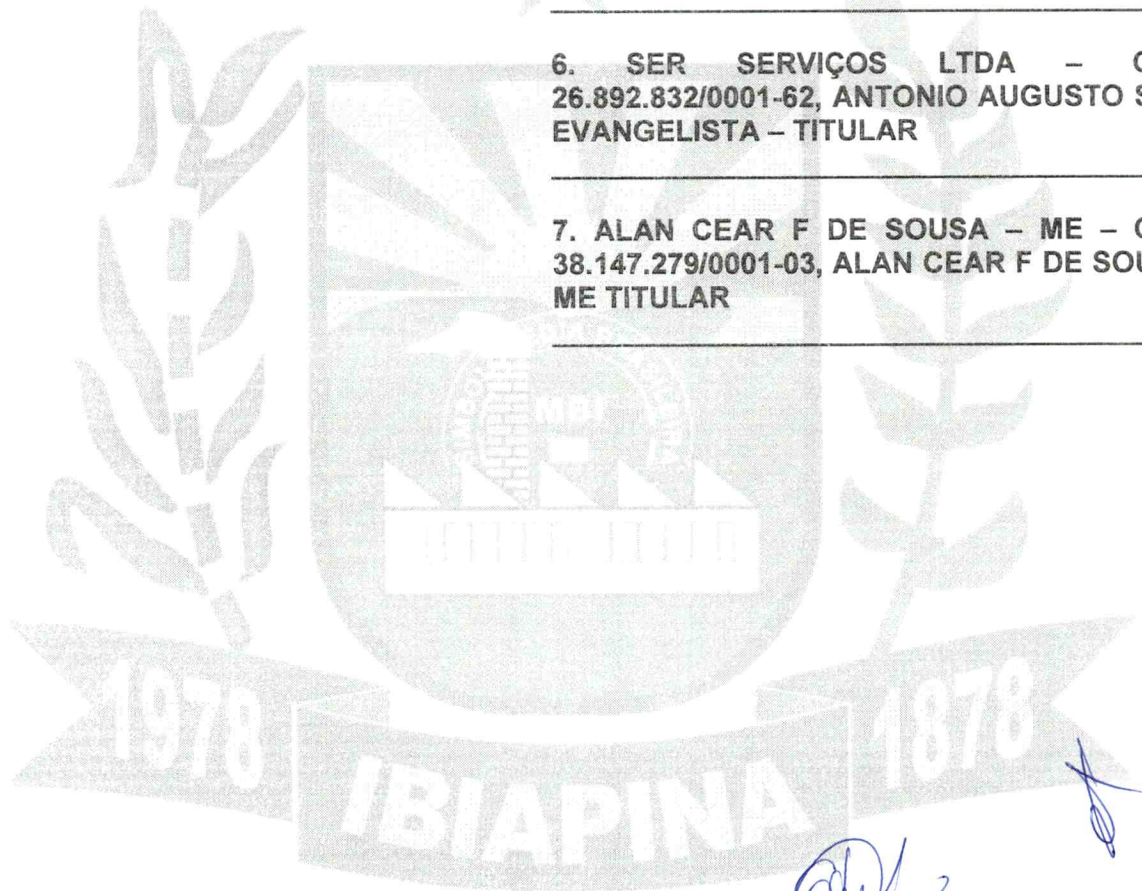 6. SER SERVIÇOS LTDA –
26.892.832/0001-62, ANTONIO AUGUSTO
EVANGELISTA – TITULAR
7. ALAN CEAR F DE SOUSA – ME –
38.147.279/0001-03, ALAN CEAR F DE
ME TITULAR
MBI
1978
1878
IBIAPINA